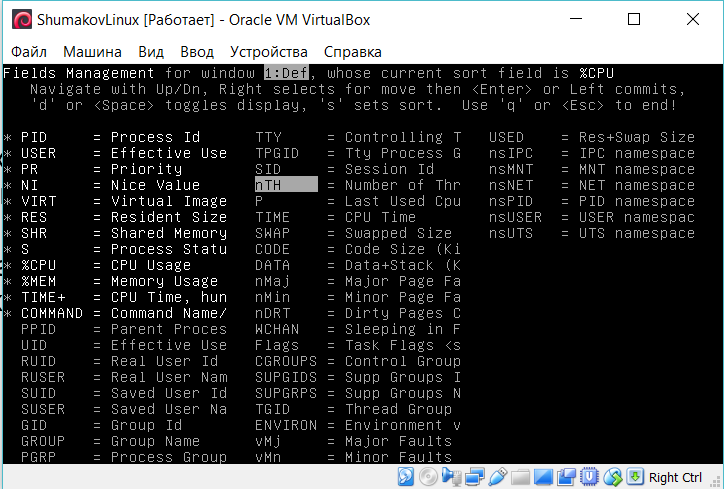 ShumakovLinux [Работает] - Oracle VM VirtualBox
Файл Машина Вид Ввод Устройства Справка
Fields Management for window 1:Def, whose current sort field is %CPU
Navigate with Up/Dn, Right selects for move then <Enter> or Left commits,
'd' or <Space> toggles display, 's' sets sort. Use 'q' or <Esc> to end!
* PID = Process Id TTY = Controlling T USED = Res+Swap Size
* USER = Effective Use TPGID = Tty Process G nsIPC = IPC namespace
* PR = Priority SID = Session Id nsMNT = MNT namespace
* NI = Nice Value nTH = Number of Thr nsNET = NET namespace
* VIRT = Virtual Image P = Last Used Cpu nsPID = PID namespace
* RES = Resident Size TIME = CPU Time nsUSER = USER namespac
* SHR = Shared Memory SWAP = Swapped Size nsUTS = UTS namespace
* S = Process Statu CODE = Code Size (Ki
* %CPU = CPU Usage DATA = Data+Stack (K
* %MEM = Memory Usage nMaj = Major Page Fa
* TIME+ = CPU Time, hun nMin = Minor Page Fa
* COMMAND = Command Name/ nDRT = Dirty Pages C
PPID = Parent Proces WCHAN = Sleeping in F
UID = Effective Use Flags = Task Flags <s
RUID = Real User Id CGROUPS = Control Group
RUSER = Real User Nam SUPGIDS = Supp Groups I
SUID = Saved User Id SUPGRPS = Supp Groups N
SUSER = Saved User Na TGID = Thread Group
GID = Group Id ENVIRON = Environment v
GROUP = Group Name vMj = Major Faults
PGRP = Process Group vMn = Minor Faults
Right Ctrl